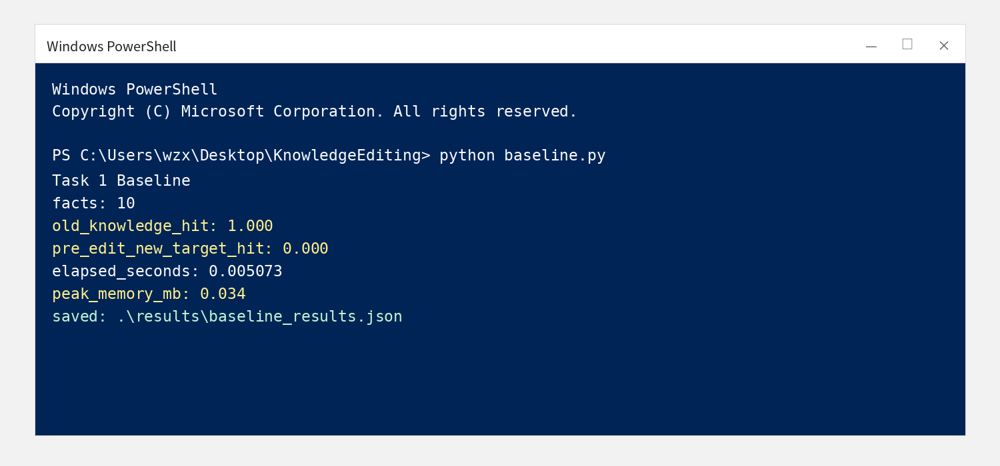 Windows PowerShell
Windows PowerShell
Copyright (C) Microsoft Corporation. All rights reserved.
PS C:\Users\wzx\Desktop\KnowledgeEditing> python baseline.py
Task 1 Baseline
facts: 10
old_knowledge_hit: 1.000
pre_edit_new_target_hit: 0.000
elapsed_seconds: 0.005073
peak_memory_mb: 0.034
saved: .\results\baseline_results.json